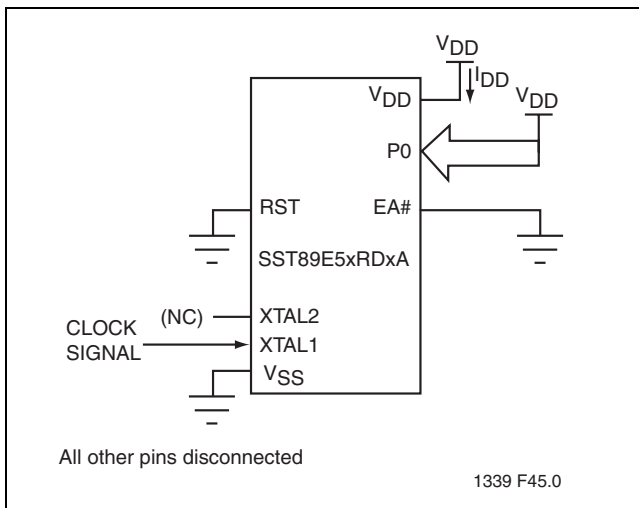 VDD
IDD
VDD
VDD
P0
RST
EA#
SST89E5xRDxA
(NC)
XTAL2
CLOCK
SIGNAL
XTAL1
VSS
All other pins disconnected
1339 F45.0